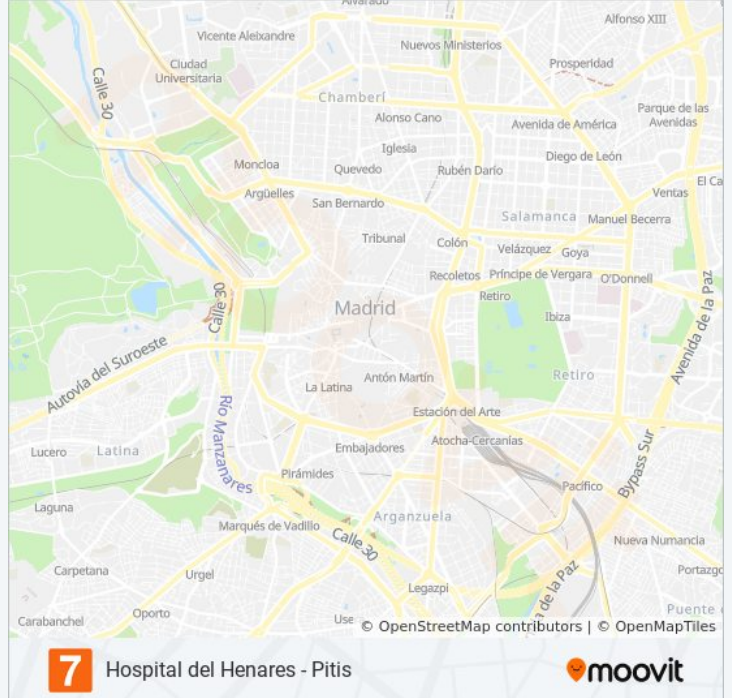 Alvarado
Alfonso XIII
Vicente Aleixandre
Nuevos Ministerios
Ciudad
Universitaria
Prosperidad
Calle 30
Chamberí
Parque de las
Avenidas
Alonso Cano
Avenida de América
Iglesia
Diego de León
Moncloa
Quevedo
Rubén Darío
El Ca
Argüelles
Ventas
San Bernardo
Salamanca
Manuel Becerra
Tribunal
Colón
Velázquez
Goya
Recoletos
Príncipe de Vergara
O'Donnell
Retiro
Calle 30
Madrid
Ibiza
Avenida de la Paz
Autovía del Suroeste
Retiro
Antón Martín
La Latina
Estación del Arte
Río Manzanares
Atocha-Cercanías
Embajadores
Lucero
Latina
Bypass Sur
Pirámides
Pacífico
Laguna
Arganzuela
Marqués de Vadillo
Calle 30
Nueva Numancia
Carpetana
Urgel
Portazgo
Legazpi
a de la Paz
Oporto
Puente
Carabanchel
Use
© OpenStreetMap contributors | © OpenMapTiles
7 Hospital del Henares - Pitis
moovit